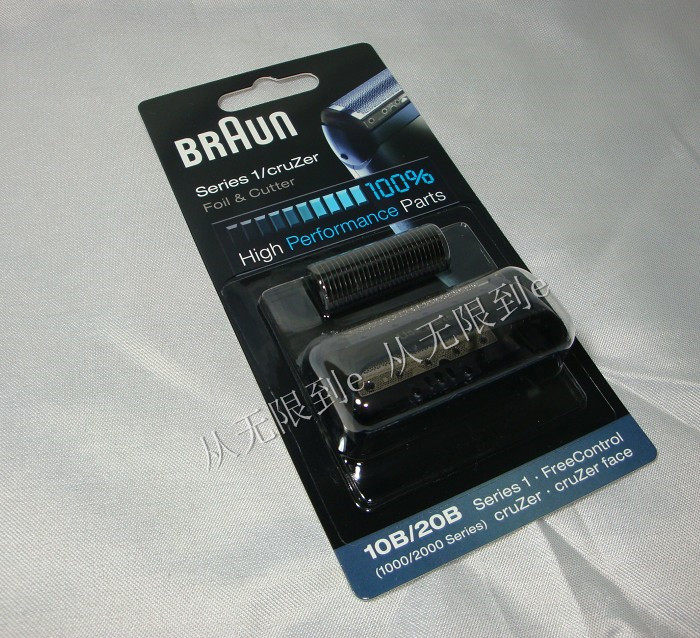 BRAUN
Series 1/cruZer
Foil & Cutter
100%
High Performance Parts
从无限到e 从无限到e
10B/20B Series 1 · FreeControl
(1000/2000 Series) cruZer · cruZer face